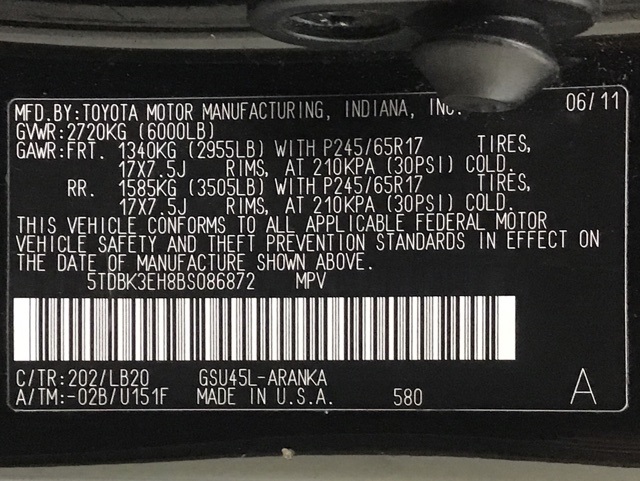 MFD.BY:TOYOTA MOTOR MANUFACTURING, INDIANA, INC. 06/11
GVWR:2720KG (6000LB)
GAWR:FRT. 1340KG (2955LB) WITH P245/65R17 TIRES,
17X7.5J RIMS, AT 210KPA (30PSI) COLD.
RR. 1585KG (3505LB) WITH P245/65R17 TIRES,
17X7.5J RIMS, AT 210KPA (30PSI) COLD.
THIS VEHICLE CONFORMS TO ALL APPLICABLE FEDERAL MOTOR
VEHICLE SAFETY AND THEFT PREVENTION STANDARDS IN EFFECT ON
THE DATE OF MANUFACTURE SHOWN ABOVE.
5TDBK3EH8BS086872 MPV
C/TR:202/LB20 GSU45L-ARANKA
A/TM:-02B/U151F MADE IN U.S.A. 580 A